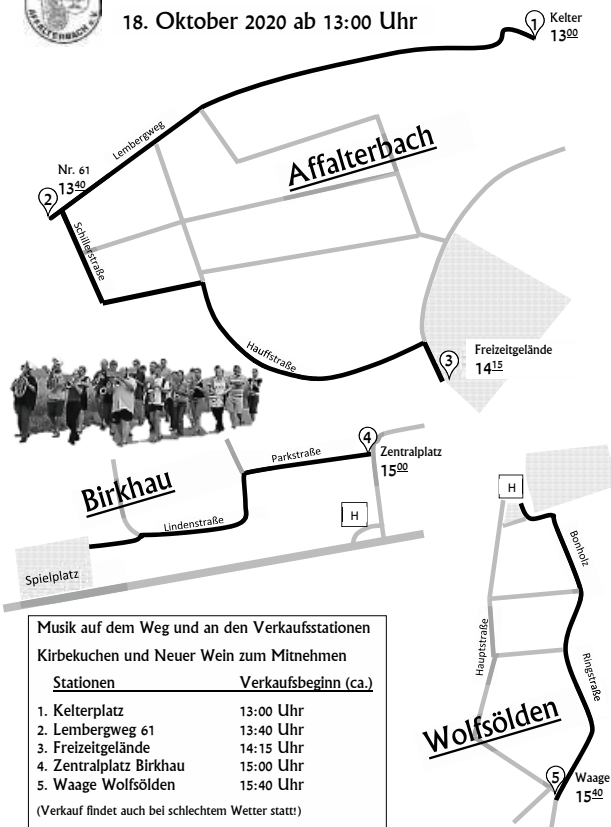 AFFALTERBACH e.V.
18. Oktober 2020 ab 13:00 Uhr
1
Kelter
1300
Lembergweg
Affalterbach
Nr. 61
1340
2
Schillerstraße
Hauffstraße
3
Freizeitgelände
1415
4
Zentralplatz
1500
Parkstraße
Birkhau
Lindenstraße
H
Spielplatz
H
Bonholz
Hauptstraße
Ringstraße
Wolfsölden
5
Waage
1540
Musik auf dem Weg und an den Verkaufsstationen
Kirbekuchen und Neuer Wein zum Mitnehmen
Stationen Verkaufsbeginn (ca.)
1. Kelterplatz 13:00 Uhr
2. Lembergweg 61 13:40 Uhr
3. Freizeitgelände 14:15 Uhr
4. Zentralplatz Birkhau 15:00 Uhr
5. Waage Wolfsölden 15:40 Uhr
(Verkauf findet auch bei schlechtem Wetter statt!)